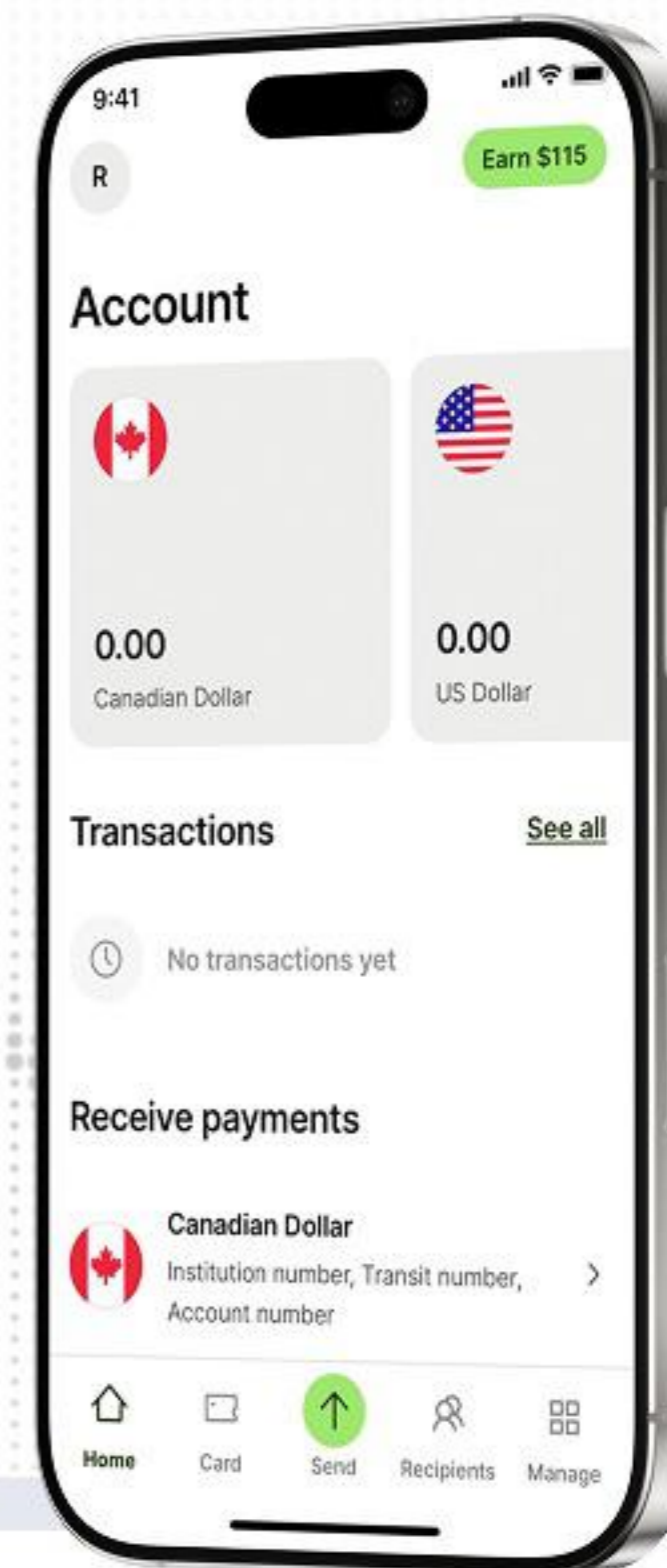 9:41
R
Earn $115
Account
0.00
Canadian Dollar
0.00
US Dollar
Transactions
See all
No transactions yet
Receive payments
Canadian Dollar
Institution number, Transit number,
Account number
Home
Card
Send
Recipients
Manage